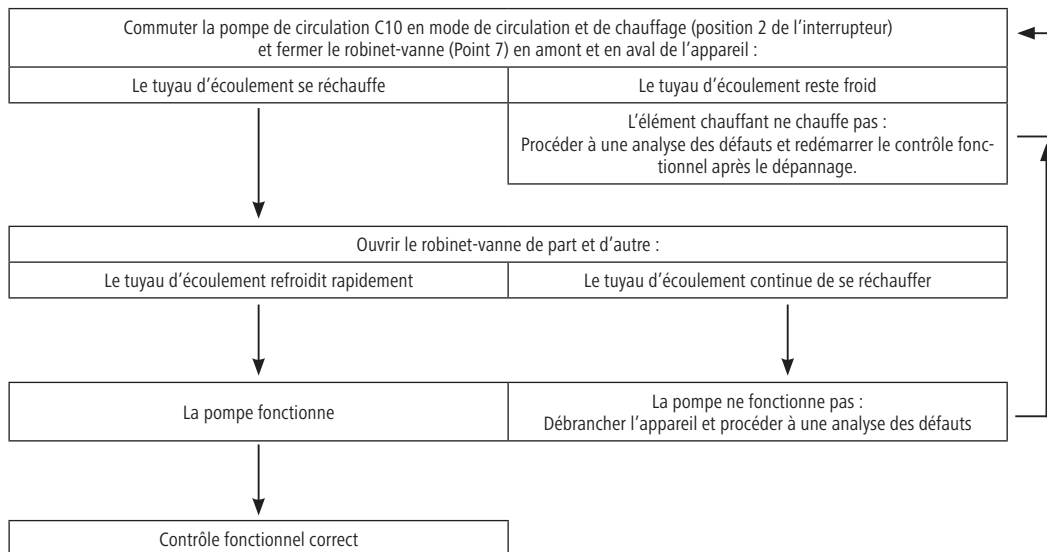 Commuter la pompe de circulation C10 en mode de circulation et de chauffage (position 2 de l'interrupteur)
et fermer le robinet-vanne (Point 7) en amont et en aval de l'appareil :
Le tuyau d'écoulement se réchauffe
Le tuyau d'écoulement reste froid
L'élément chauffant ne chauffe pas :
Procéder à une analyse des défauts et redémarrer le contrôle fonc-
tionnel après le dépannage.
Ouvrir le robinet-vanne de part et d'autre :
Le tuyau d'écoulement refroidit rapidement
Le tuyau d'écoulement continue de se réchauffer
La pompe fonctionne
La pompe ne fonctionne pas :
Débrancher l'appareil et procéder à une analyse des défauts
Contrôle fonctionnel correct